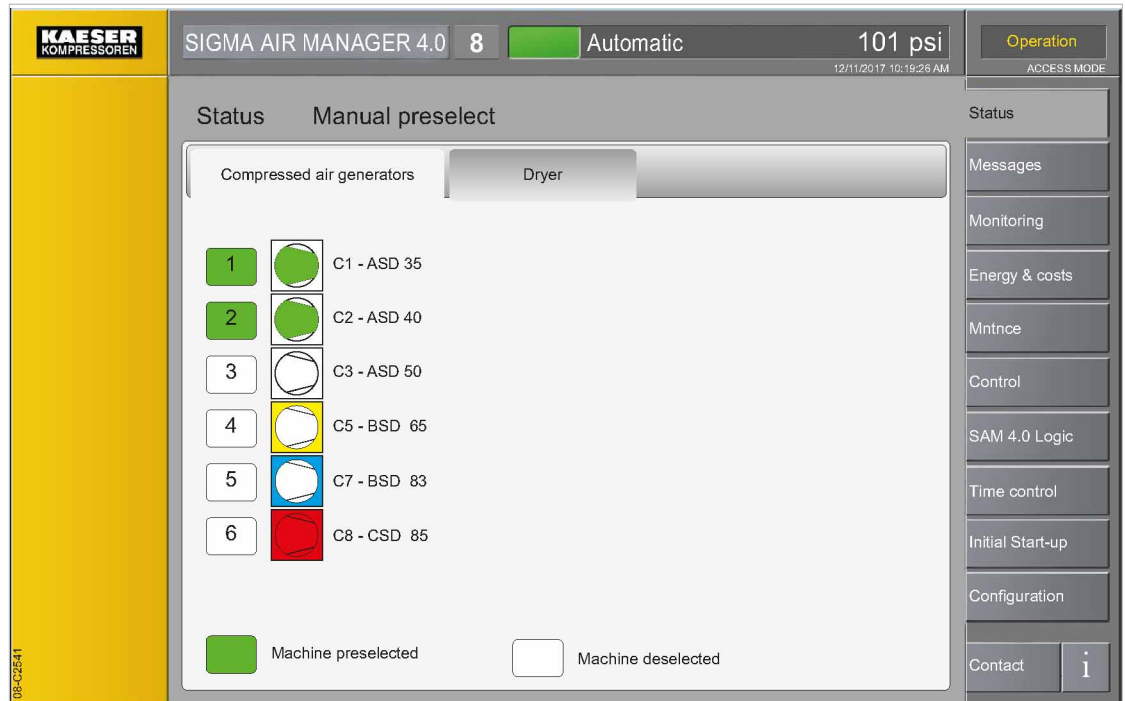 KAESER
KOMPRESSOREN
SIGMA AIR MANAGER 4.0 8 Automatic 101 psi
12/11/2017 10:19:26 AM
Operation
ACCESS MODE
Status Manual preselect
Compressed air generators Dryer
1 C1 - ASD 35
2 C2 - ASD 40
3 C3 - ASD 50
4 C5 - BSD 65
5 C7 - BSD 83
6 C8 - CSD 85
Machine preselected Machine deselected
Status
Messages
Monitoring
Energy & costs
Mntnce
Control
SAM 4.0 Logic
Time control
Initial Start-up
Configuration
Contact i
08-C2541